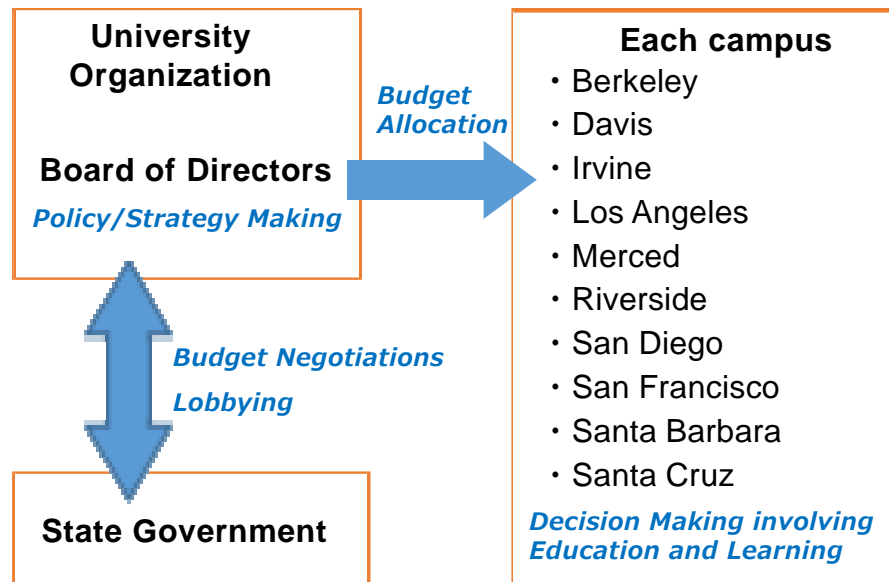 University
Organization
Board of Directors
Policy/Strategy Making
Budget
Allocation
Budget Negotiations
Lobbying
State Government
Each campus
・Berkeley
・Davis
・Irvine
・Los Angeles
・Merced
・Riverside
・San Diego
・San Francisco
・Santa Barbara
・Santa Cruz
Decision Making involving
Education and Learning